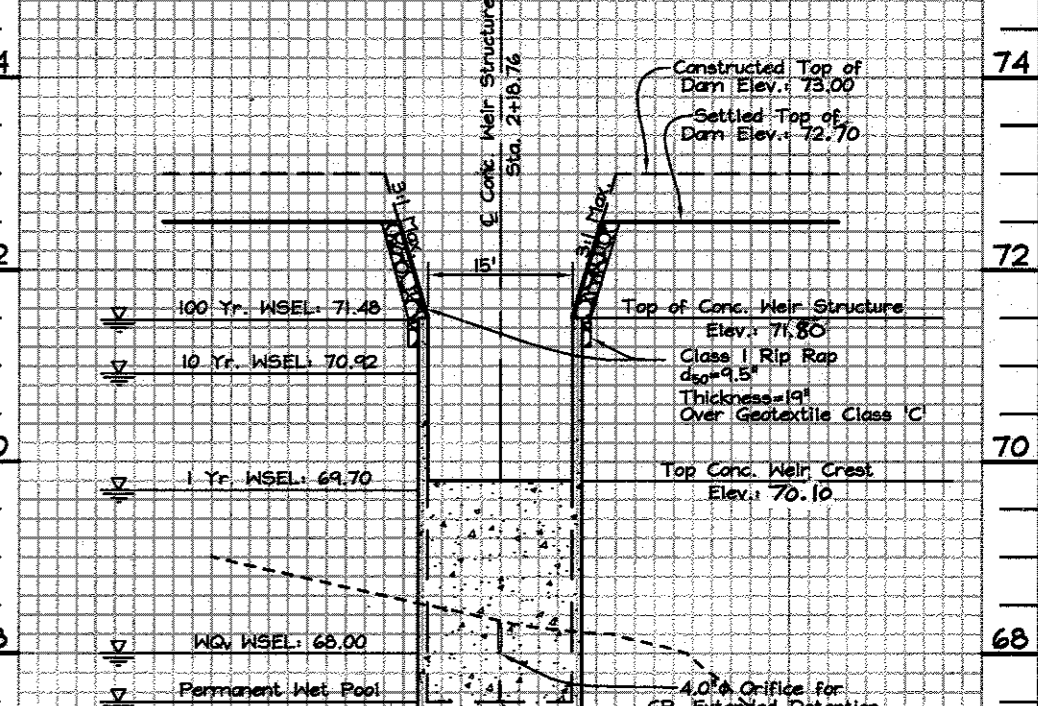 74
Constructed Top of
Dam Elev.: 73.00
Settled Top of
Dam Elev.: 72.70
℄ Conc Weir Structure
Sta. 2+18.76
3:1 Max.
3:1 Max.
72
15'
100 Yr. WSEL: 71.48
Top of Conc. Weir Structure
Elev.: 71.80
10 Yr. WSEL: 70.92
Class I Rip Rap
d50=9.5"
Thickness=19"
Over Geotextile Class 'C'
70
1 Yr. WSEL: 69.70
Top Conc. Weir Crest
Elev.: 70.10
WQv WSEL: 68.00
68
Permanent Wet Pool
4.0"Φ Orifice for